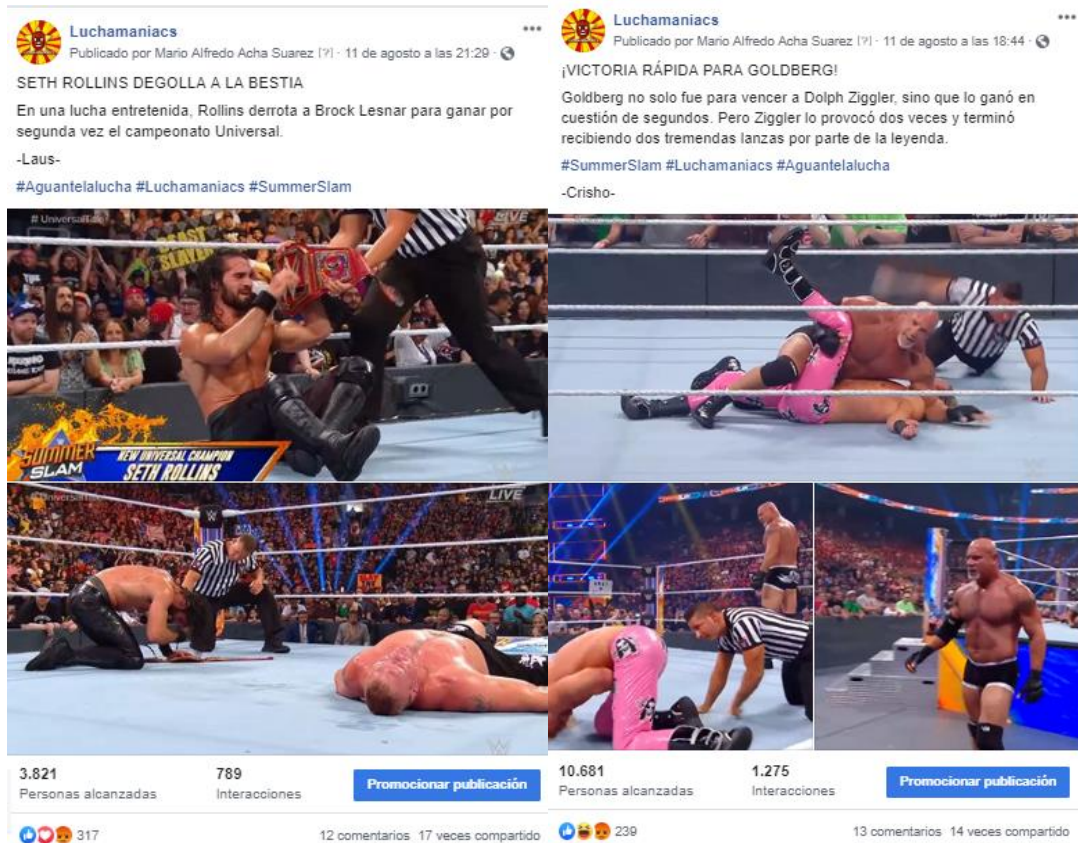 Luchamaniacs
Publicado por Mario Alfredo Acha Suarez [?] · 11 de agosto a las 21:29 ·
SETH ROLLINS DEGOLLA A LA BESTIA
En una lucha entretenida, Rollins derrota a Brock Lesnar para ganar por
segunda vez el campeonato Universal.
-Laus-
#Aguantelalucha #Luchamaniacs #SummerSlam
# UniversalTitle
LIVE
BEAST
SLAYER
SUMMER
SLAM
NEW UNIVERSAL CHAMPION
SETH ROLLINS
LIVE
3.821
Personas alcanzadas
789
Interacciones
Promocionar publicación
317
12 comentarios 17 veces compartido
Luchamaniacs
Publicado por Mario Alfredo Acha Suarez [?] · 11 de agosto a las 18:44 ·
¡VICTORIA RÁPIDA PARA GOLDBERG!
Goldberg no solo fue para vencer a Dolph Ziggler, sino que lo ganó en
cuestión de segundos. Pero Ziggler lo provocó dos veces y terminó
recibiendo dos tremendas lanzas por parte de la leyenda.
#SummerSlam #Luchamaniacs #Aguantelalucha
-Crisho-
10.681
Personas alcanzadas
1.275
Interacciones
Promocionar publicación
239
13 comentarios 14 veces compartido